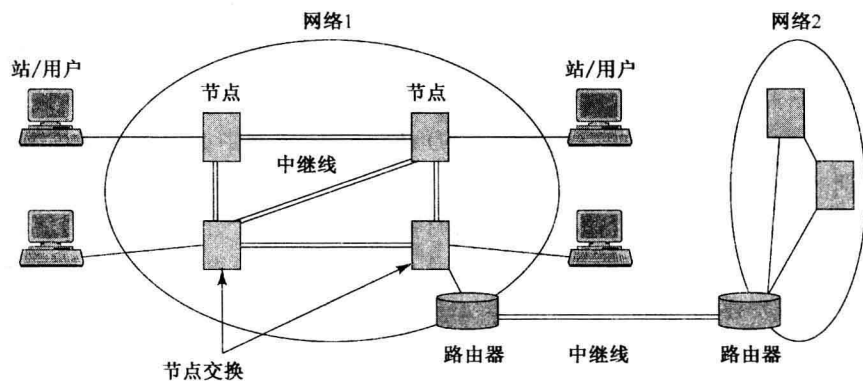 网络1
网络2
站/用户
站/用户
节点
节点
中继线
节点交换
路由器
中继线
路由器